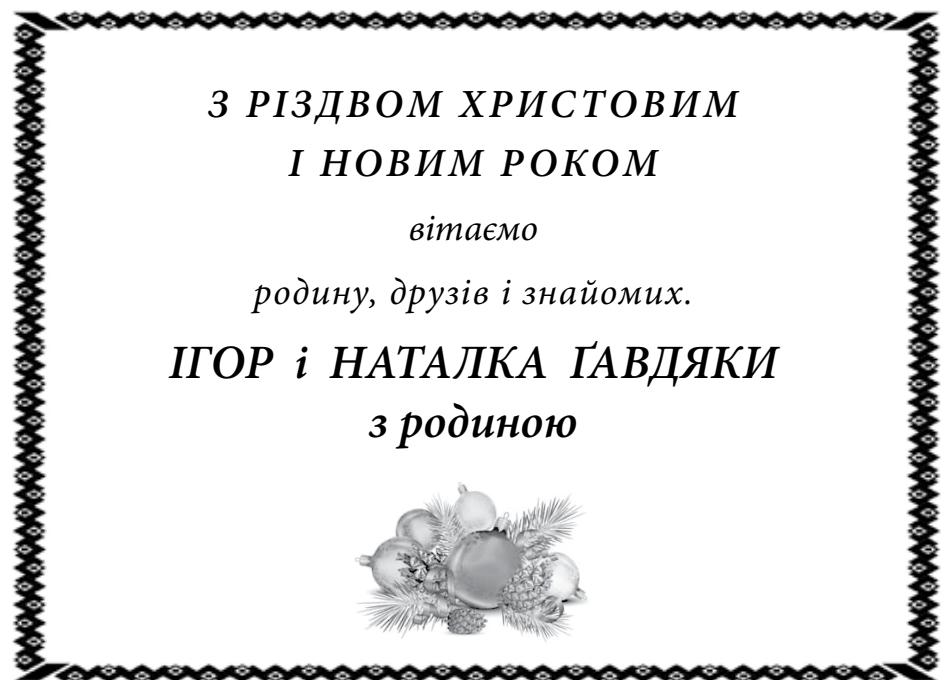 З РІЗДВОМ ХРИСТОВИМ
І НОВИМ РОКОМ
вітаємо
родину, друзів і знайомих.
ІГОР і НАТАЛКА ҐАВДЯКИ
з родиною